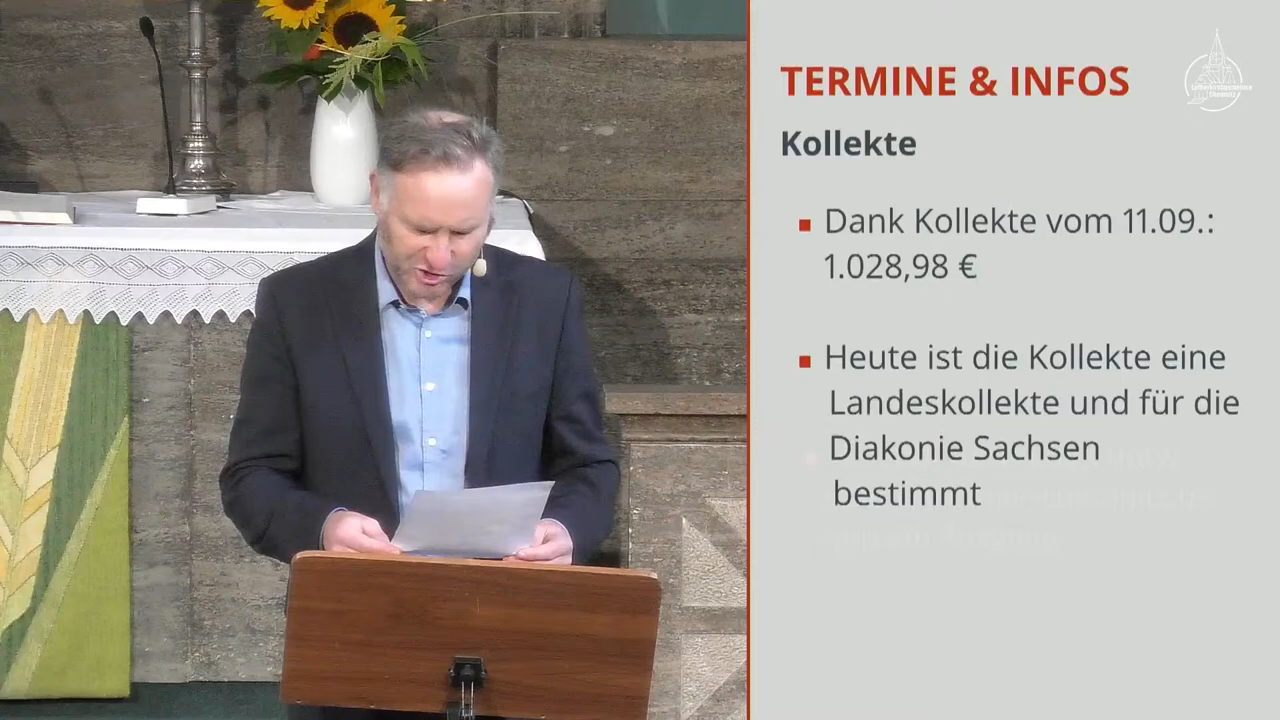 TERMINE & INFOS
Kollekte
Dank Kollekte vom 11.09.:
1.028,98 €
Heute ist die Kollekte eine
Landeskollekte und für die
Diakonie Sachsen
bestimmt